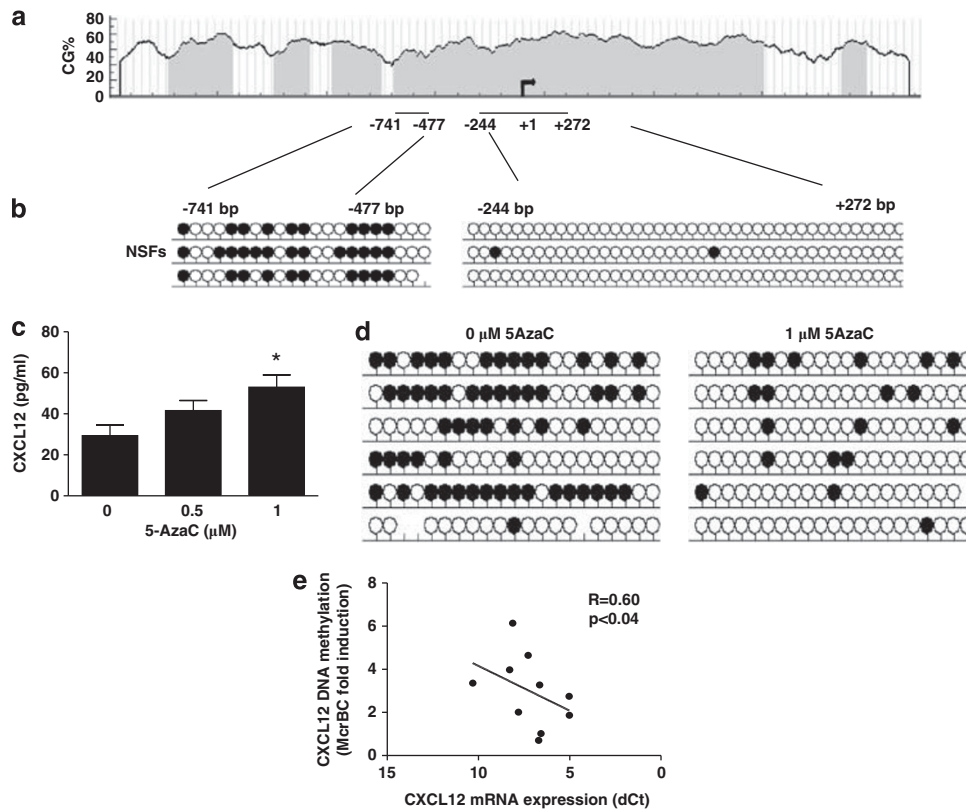 a
CG%
80
60
40
20
0
-741 -477 -244 +1 +272
b
-741 bp -477 bp -244 bp +272 bp
NSFs
c
CXCL12 (pg/ml)
80
60
40
20
0
*
0 0.5 1
5-AzaC (μM)
d
0 μM 5AzaC 1 μM 5AzaC
e
CXCL12 DNA methylation
(McrBC fold induction)
8
6
4
2
0
R=0.60
p<0.04
15 10 5 0
CXCL12 mRNA expression (dCt)